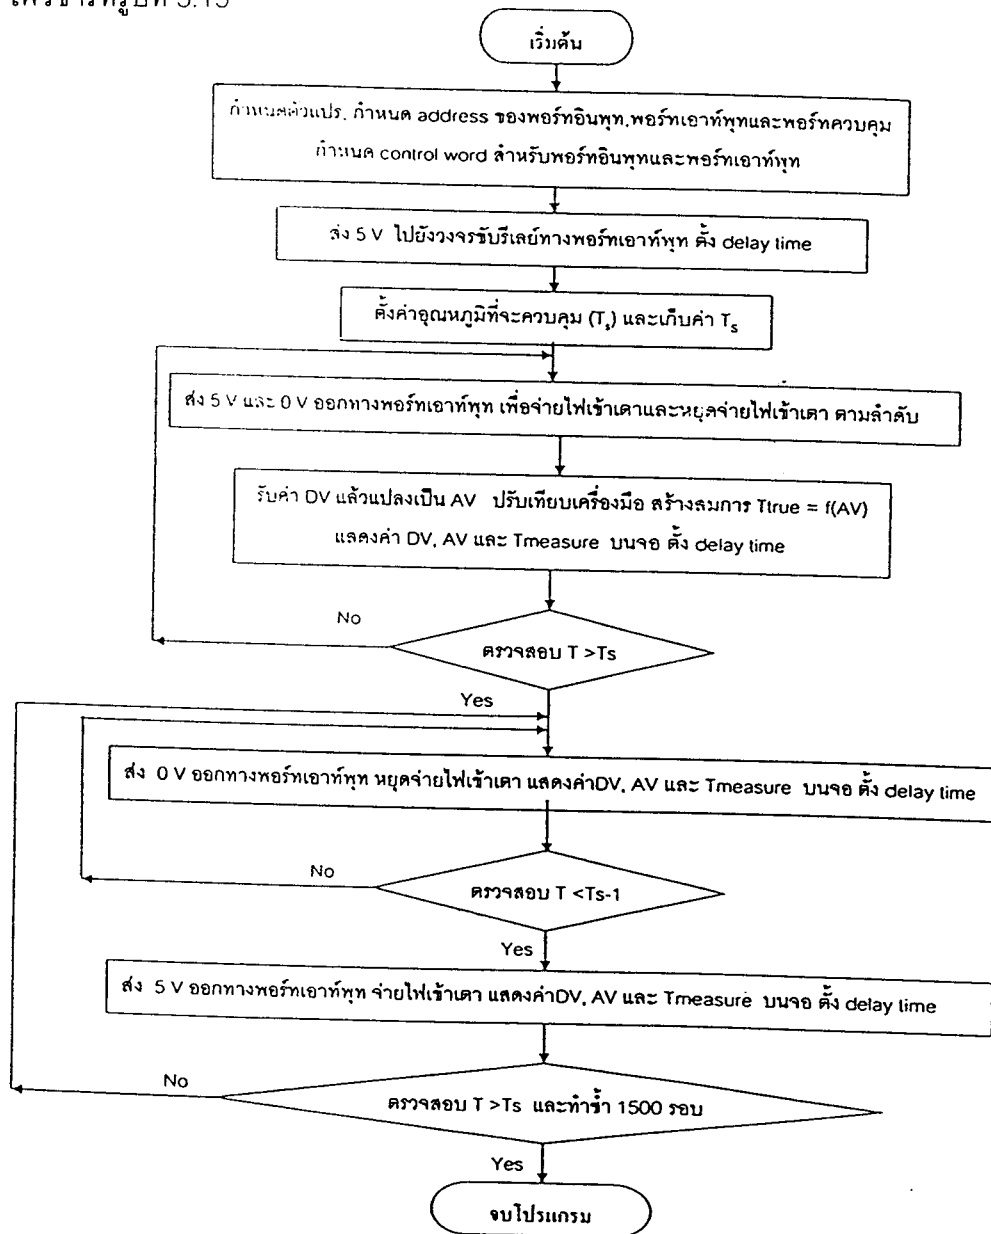 โฟรชาร์ทรูปที่ 3.15
เริ่มต้น
กำหนดตัวแปร, กำหนด address ของพอร์ทอินพุท,พอร์ทเอาท์พุทและพอร์ทควบคุม
กำหนด control word สำหรับพอร์ทอินพุทและพอร์ทเอาท์พุท
ส่ง 5 V ไปยังวงจรขับรีเลย์ทางพอร์ทเอาท์พุท ตั้ง delay time
ตั้งค่าอุณหภูมิที่จะควบคุม (Ts) และเก็บค่า Ts
ส่ง 5 V และ 0 V ออกทางพอร์ทเอาท์พุท เพื่อจ่ายไฟเข้าเตาและหยุดจ่ายไฟเข้าเตา ตามลำดับ
รับค่า DV แล้วแปลงเป็น AV ปรับเทียบเครื่องมือ สร้างสมการ Ttrue = f(AV)
แสดงค่า DV, AV และ Tmeasure บนจอ ตั้ง delay time
No
ตรวจสอบ T >Ts
Yes
ส่ง 0 V ออกทางพอร์ทเอาท์พุท หยุดจ่ายไฟเข้าเตา แสดงค่าDV, AV และ Tmeasure บนจอ ตั้ง delay time
No
ตรวจสอบ T <Ts-1
Yes
ส่ง 5 V ออกทางพอร์ทเอาท์พุท จ่ายไฟเข้าเตา แสดงค่าDV, AV และ Tmeasure บนจอ ตั้ง delay time
No
ตรวจสอบ T >Ts และทำซ้ำ 1500 รอบ
Yes
จบโปรแกรม